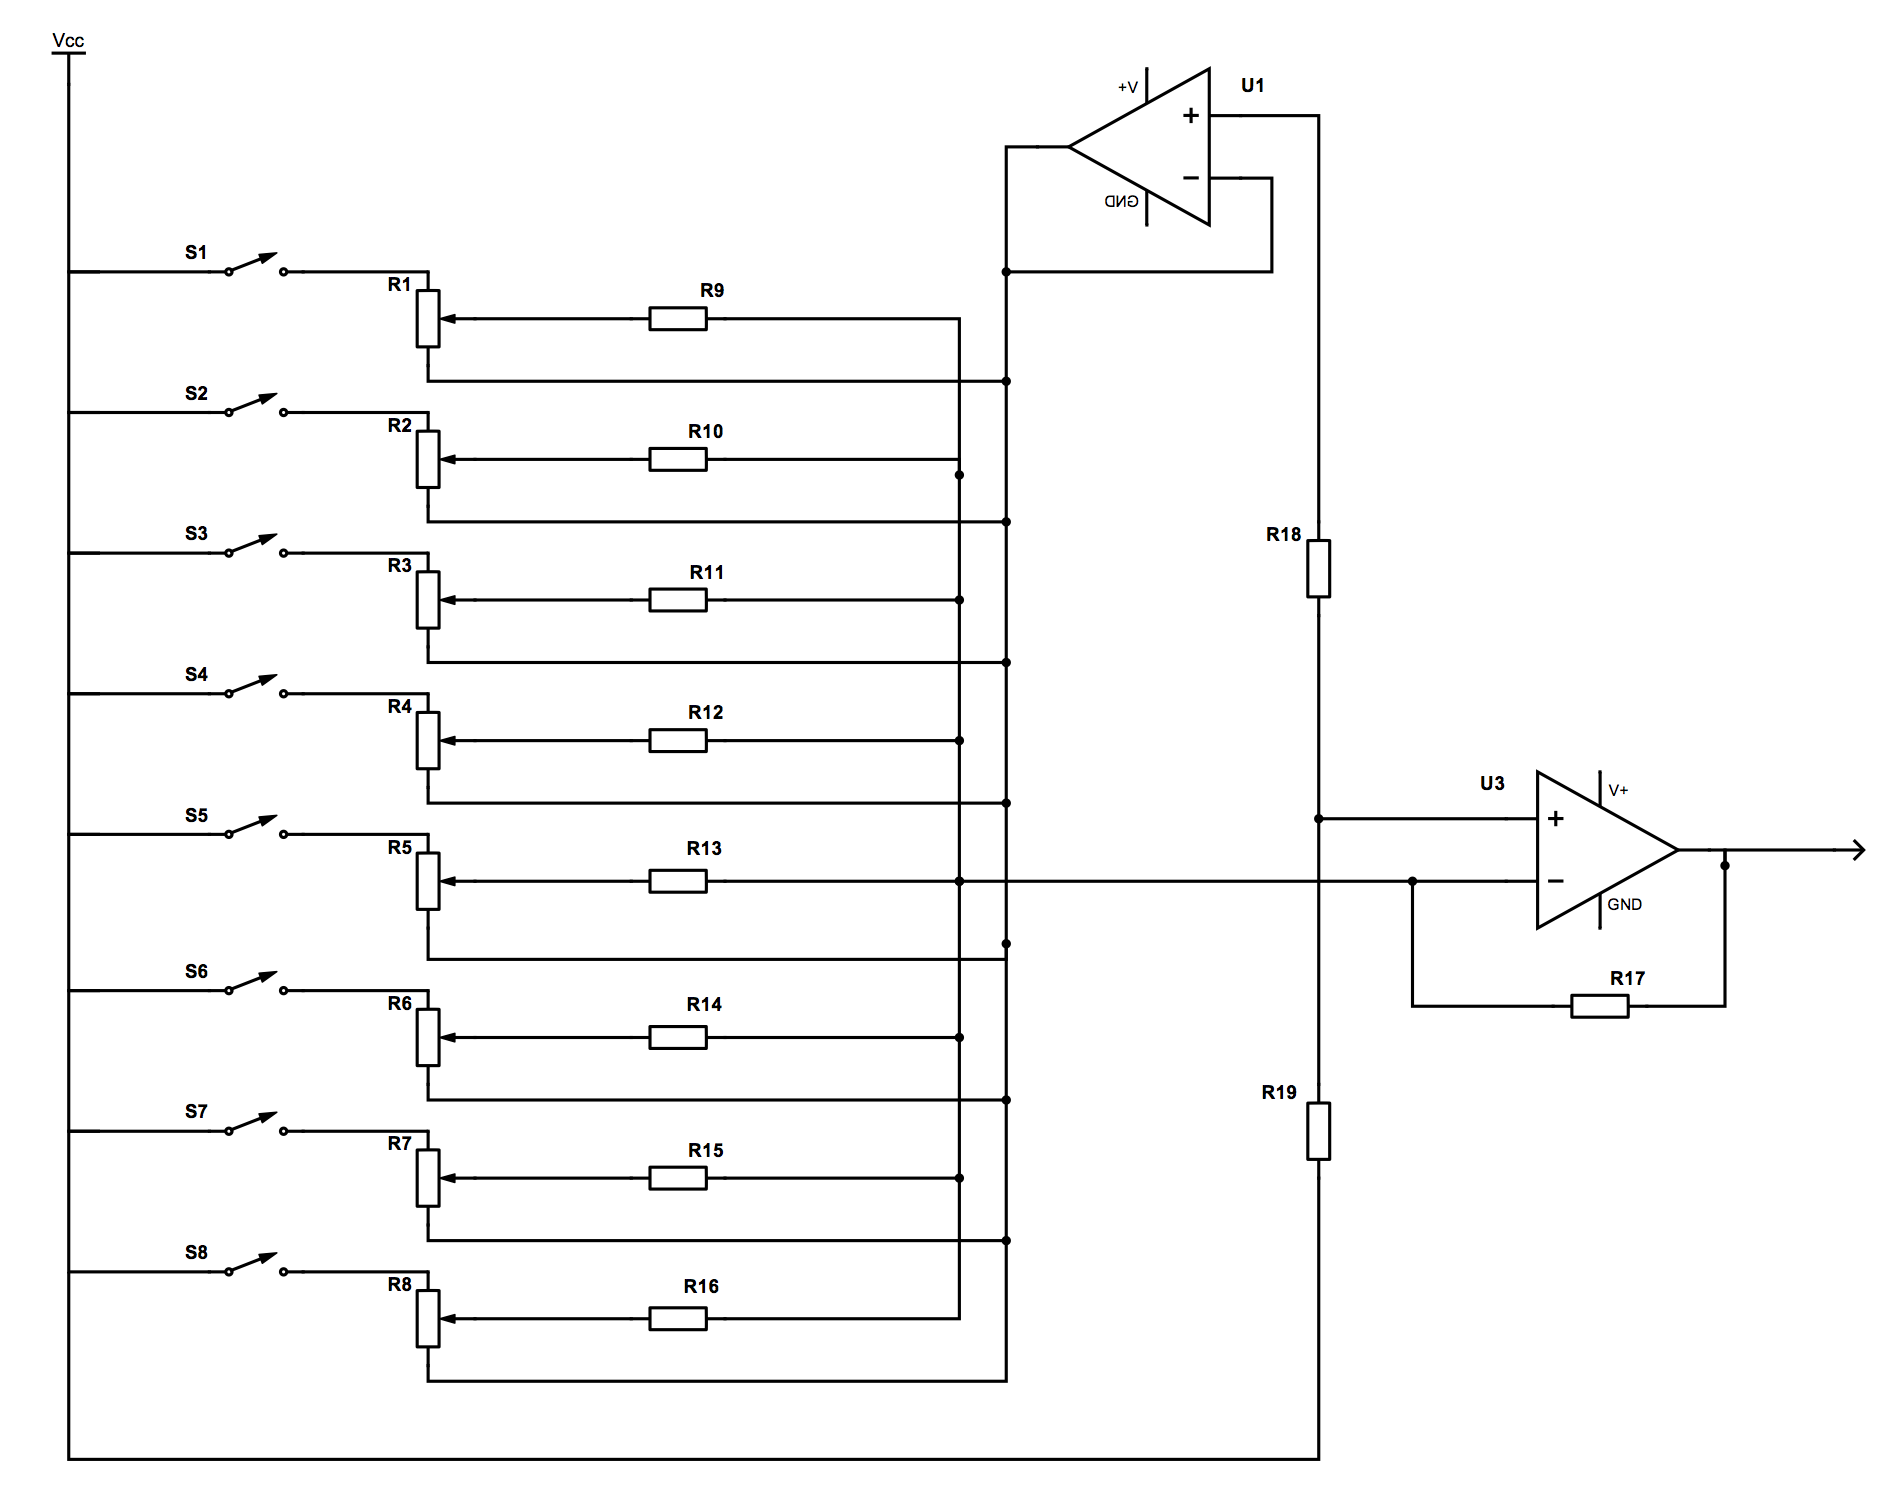 Vcc
+V
U1
GND
S1
R1
R9
S2
R2
R10
S3
R3
R11
R18
S4
R4
R12
U3
V+
+
−
GND
S5
R5
R13
S6
R6
R14
R17
S7
R7
R15
R19
S8
R8
R16
+
−